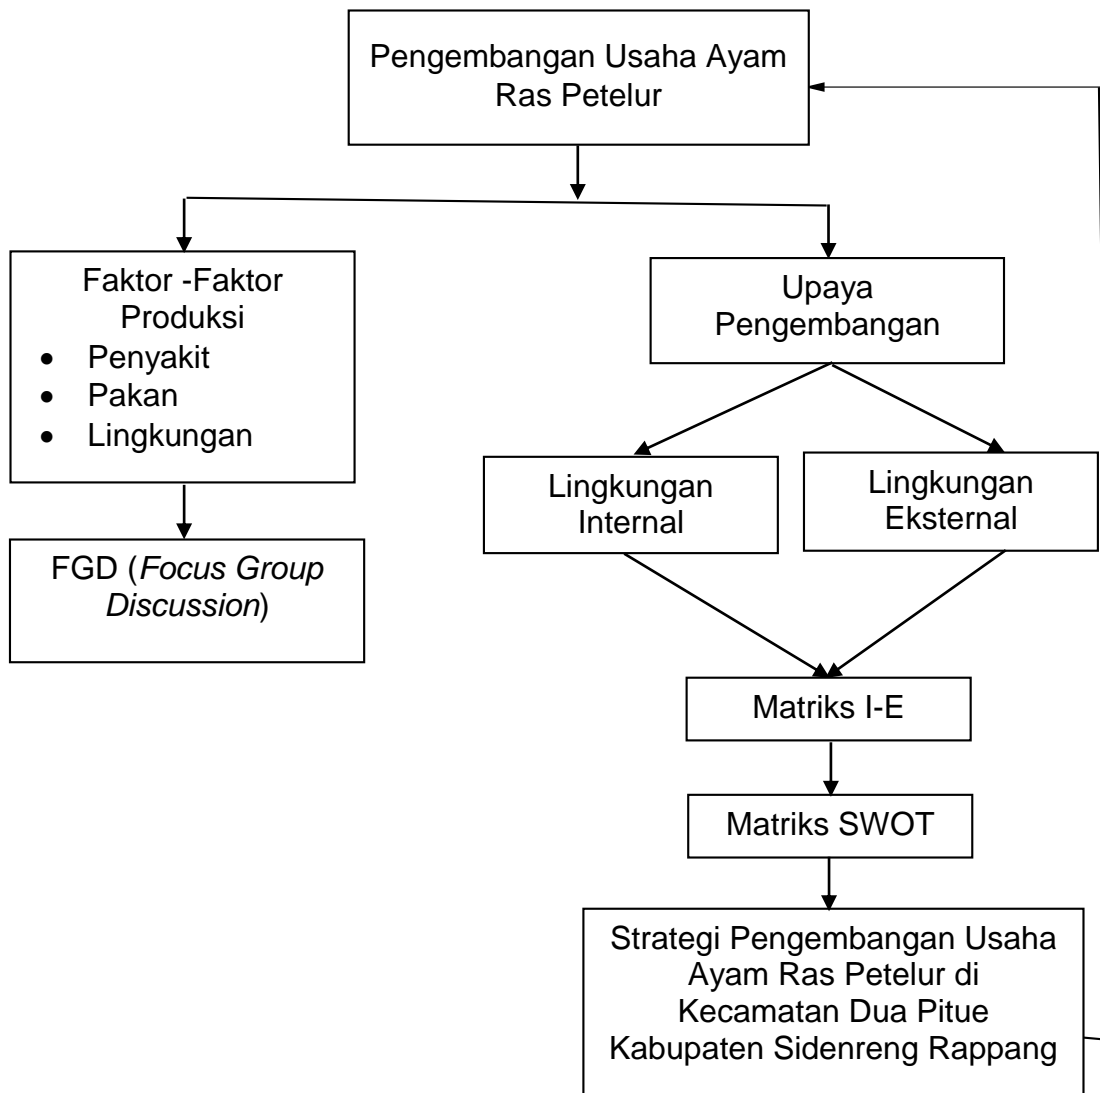 Pengembangan Usaha Ayam
Ras Petelur
Faktor -Faktor
Produksi
• Penyakit
• Pakan
• Lingkungan
Upaya
Pengembangan
Lingkungan
Internal
Lingkungan
Eksternal
FGD (Focus Group
Discussion)
Matriks I-E
Matriks SWOT
Strategi Pengembangan Usaha
Ayam Ras Petelur di
Kecamatan Dua Pitue
Kabupaten Sidenreng Rappang